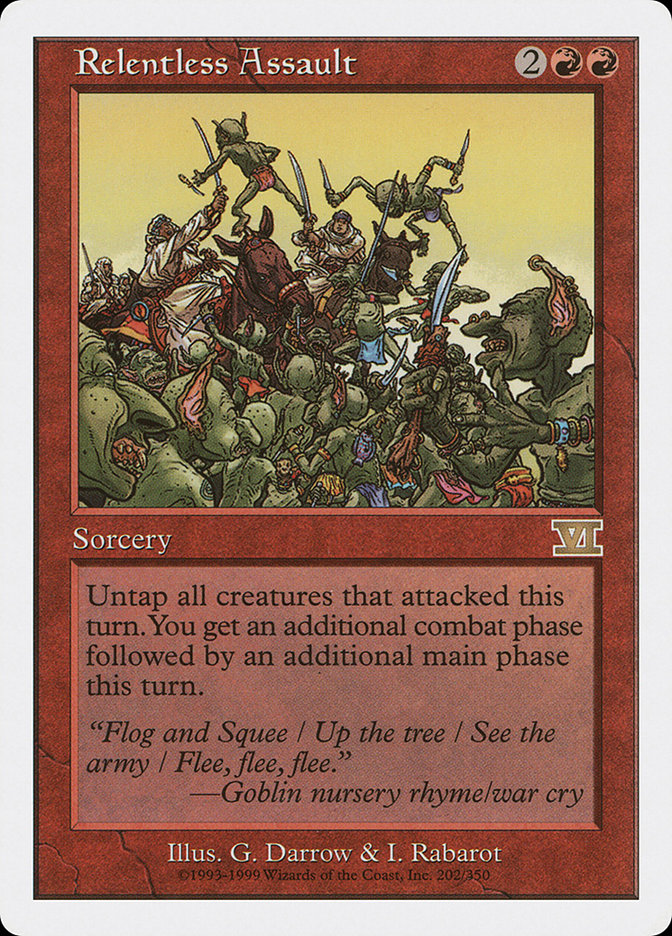 Relentless Assault
2
Sorcery
VI
Untap all creatures that attacked this
turn. You get an additional combat phase
followed by an additional main phase
this turn.
“Flog and Squee / Up the tree / See the
army / Flee, flee, flee.”
—Goblin nursery rhyme/war cry
Illus. G. Darrow & I. Rabarot
©1993-1999 Wizards of the Coast, Inc. 202/350